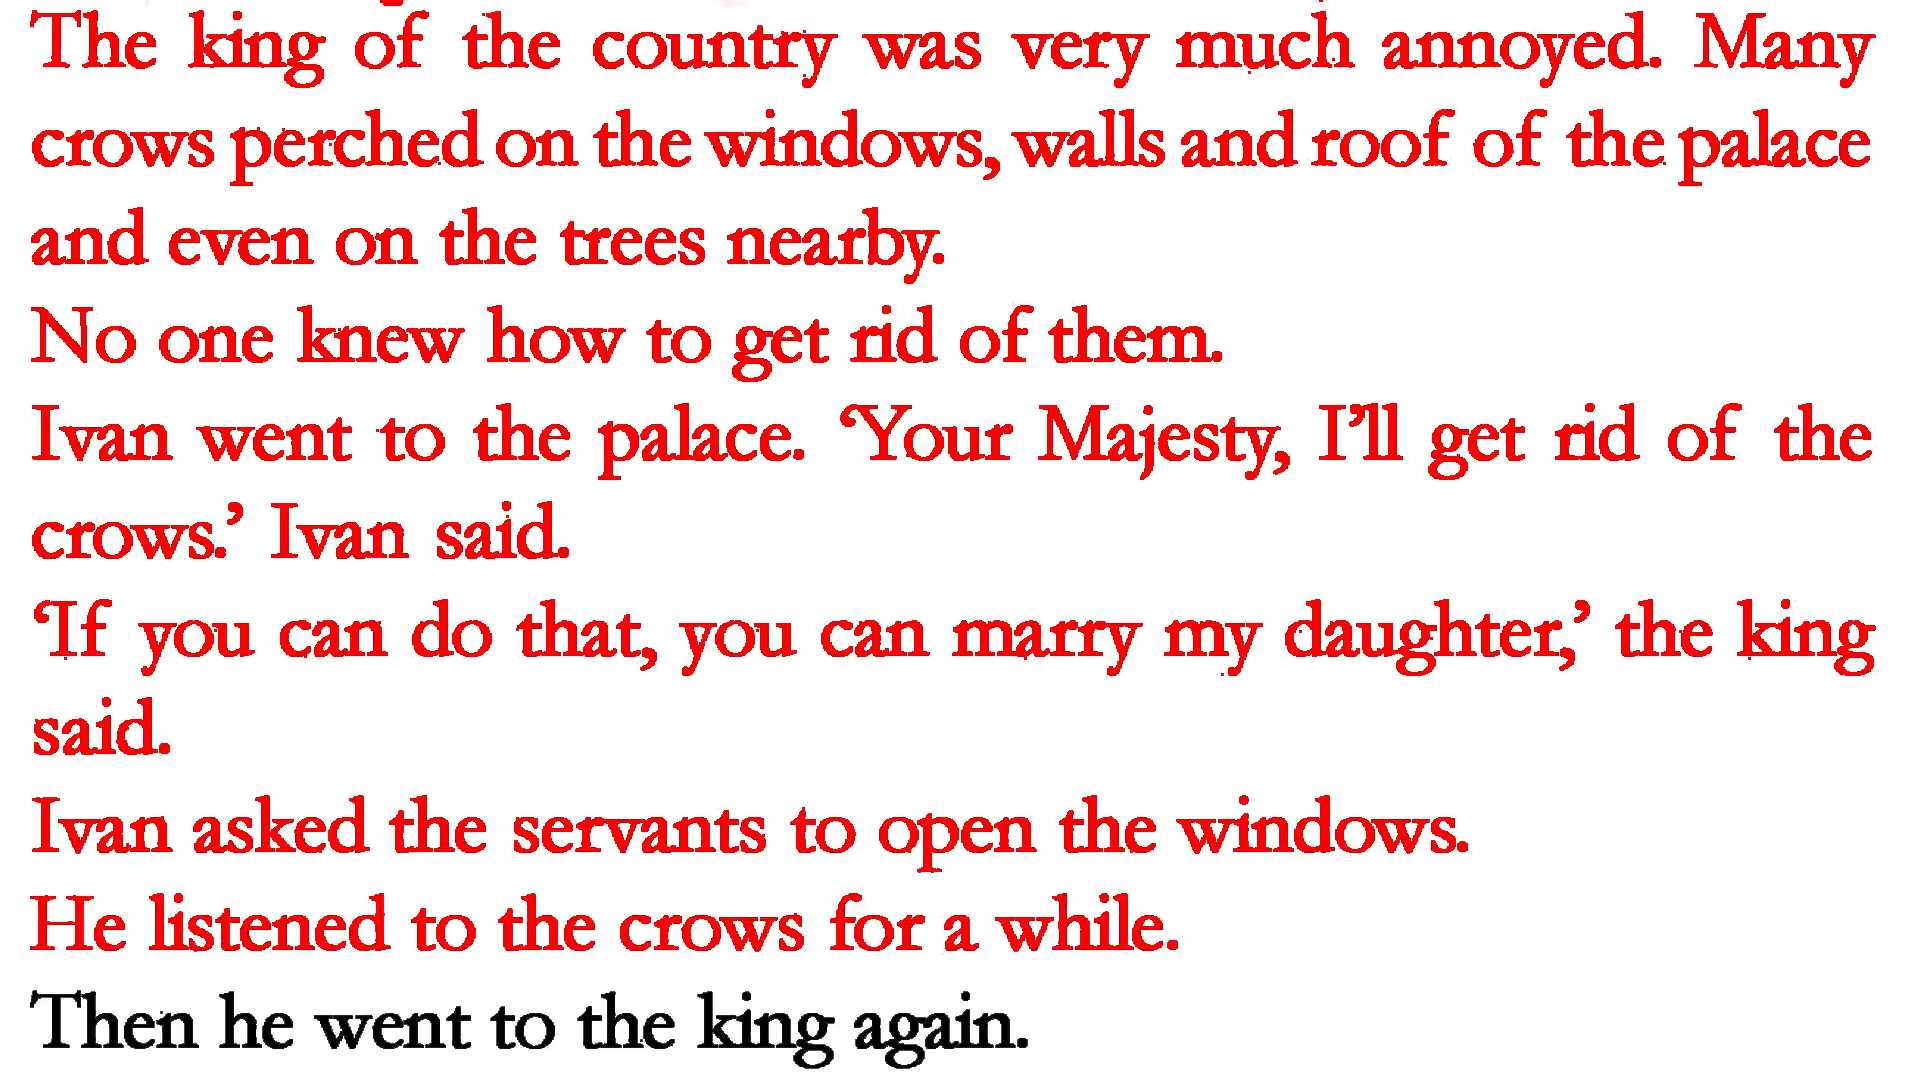 The king of the country was very much annoyed. Many
crows perched on the windows, walls and roof of the palace
and even on the trees nearby.
No one knew how to get rid of them.
Ivan went to the palace. ‘Your Majesty, I’ll get rid of the
crows.’ Ivan said.
‘If you can do that, you can marry my daughter,’ the king
said.
Ivan asked the servants to open the windows.
He listened to the crows for a while.
Then he went to the king again.